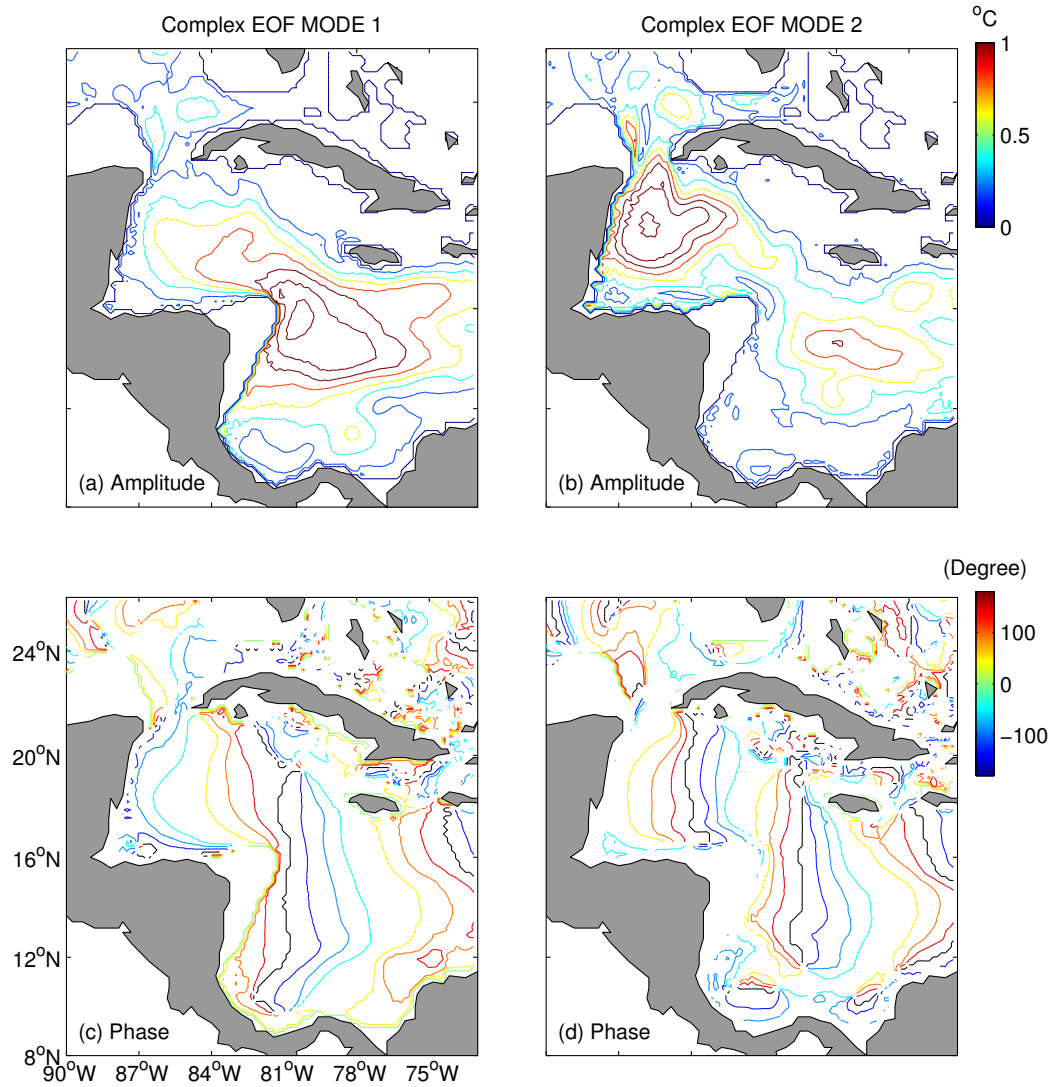 Complex EOF MODE 1
Complex EOF MODE 2
°C
1
0.5
0
(a) Amplitude
(b) Amplitude
(Degree)
100
0
−100
24°N
20°N
16°N
12°N
8°N
(c) Phase
(d) Phase
90°W 87°W 84°W 81°W 78°W 75°W